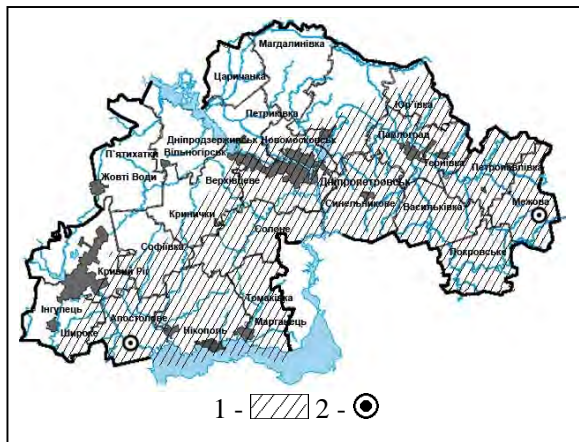 Магдалинівка
Царичанка
Петриківка
Юр'ївка
Дніпродзержинськ Новомосковськ
Павлоград
П'ятихатки
Вільногірськ
Тернівка
Петропавлівка
Жовті Води
Верхівцеве
Дніпропетровськ
Синельникове
Васильківка
Межова
Кринички
Солоне
Софіївка
Покровське
Кривий Ріг
Томаківка
Інгулець
Апостолове
Нікополь
Марганець
Широке
1 - 2 -